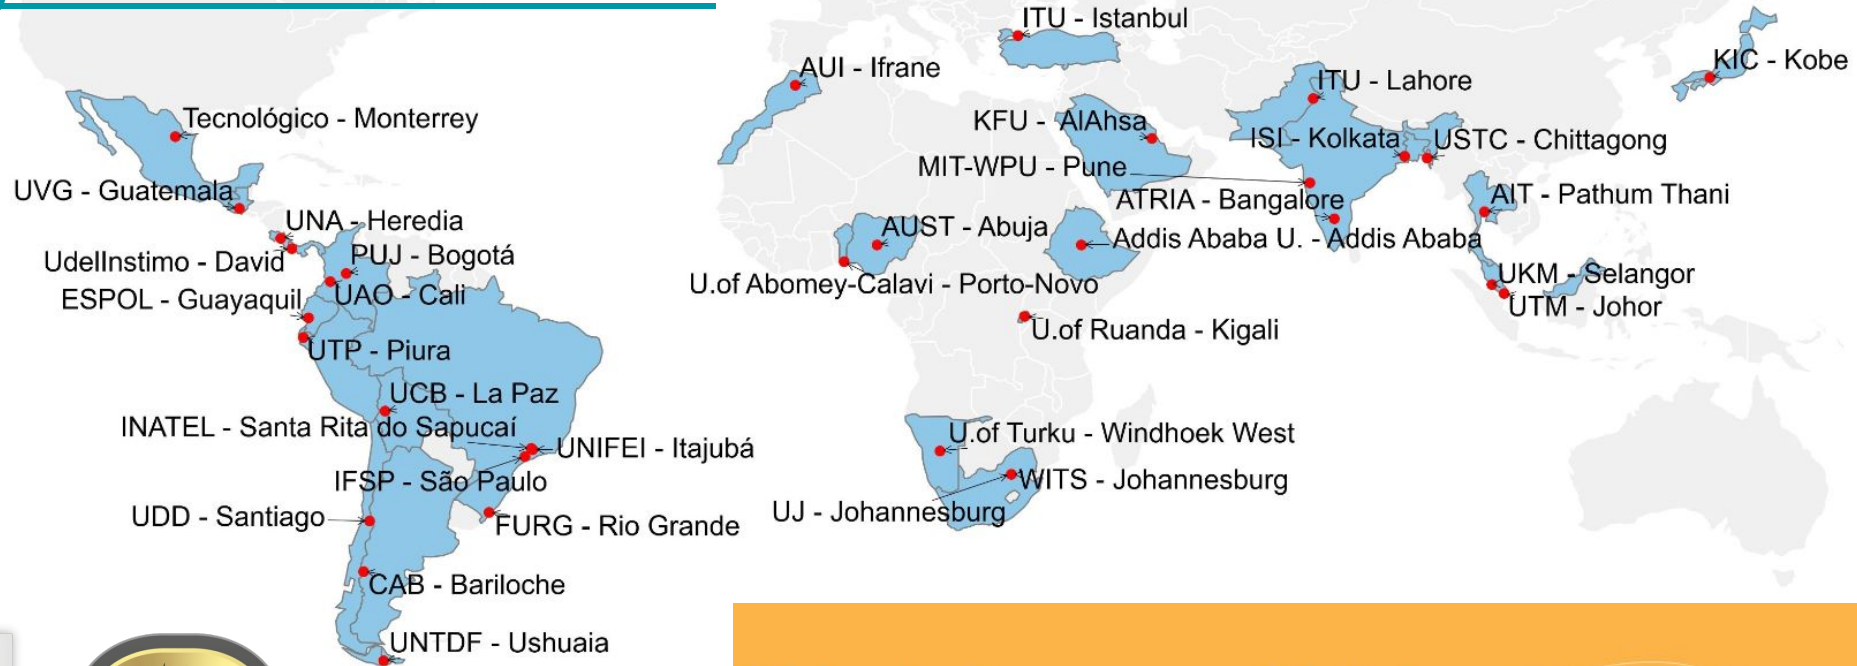 ITU - Istanbul
AUI - Ifrane
KIC - Kobe
ITU - Lahore
Tecnológico - Monterrey
KFU - AlAhsa
ISI - Kolkata
USTC - Chittagong
MIT-WPU - Pune
UVG - Guatemala
ATRIA - Bangalore
AIT - Pathum Thani
UNA - Heredia
AUST - Abuja
Addis Ababa U. - Addis Ababa
UdelInstimo - David
PUJ - Bogotá
UKM - Selangor
U.of Abomey-Calavi - Porto-Novo
ESPOL - Guayaquil
UAO - Cali
UTM - Johor
U.of Ruanda - Kigali
UTP - Piura
UCB - La Paz
INATEL - Santa Rita do Sapucaí
U.of Turku - Windhoek West
UNIFEI - Itajubá
IFSP - São Paulo
WITS - Johannesburg
UDD - Santiago
UJ - Johannesburg
FURG - Rio Grande
CAB - Bariloche
UNTDF - Ushuaia